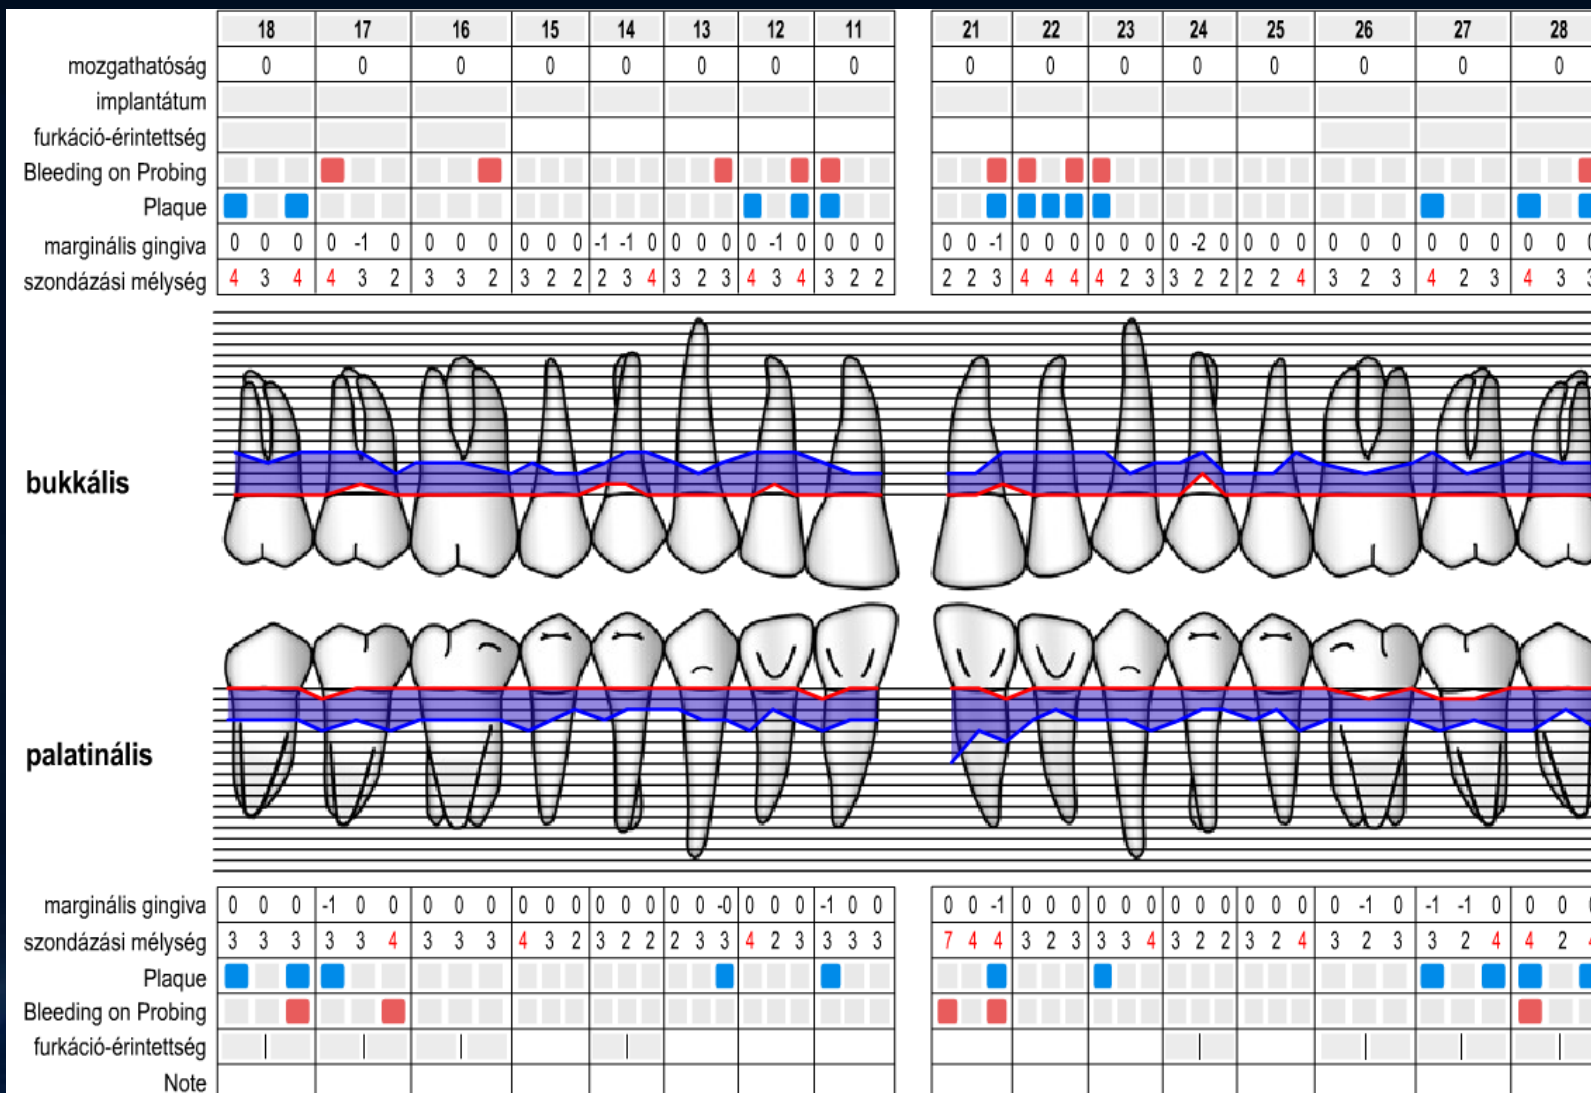 18 17 16 15 14 13 12 11 21 22 23 24 25 26 27 28
mozgathatóság 0 0 0 0 0 0 0 0 0 0 0 0 0 0 0 0
implantátum
furkáció-érintettség
Bleeding on Probing
Plaque
marginális gingiva 0 0 0 0 -1 0 0 0 0 0 0 0 -1 -1 0 0 0 0 0 -1 0 0 0 0 0 0 -1 0 0 0 0 0 0 0 -2 0 0 0 0 0 0 0 0 0 0 0 0 0
szondázási mélység 4 3 4 4 3 2 3 3 2 3 2 2 2 3 4 3 2 3 4 3 4 3 2 2 2 2 3 4 4 4 4 2 3 3 2 2 2 2 4 3 2 3 4 2 3 4 3 3
bukkális
palatinális
marginális gingiva 0 0 0 -1 0 0 0 0 0 0 0 0 0 0 0 0 0 -0 0 0 0 -1 0 0 0 0 -1 0 0 0 0 0 0 0 0 0 0 0 0 0 -1 0 -1 -1 0 0 0 0
szondázási mélység 3 3 3 3 3 4 3 3 3 4 3 2 3 2 2 2 3 3 4 2 3 3 3 3 7 4 4 3 2 3 3 3 4 3 2 2 3 2 4 3 2 3 3 2 4 4 2 4
Plaque
Bleeding on Probing
furkáció-érintettség
Note